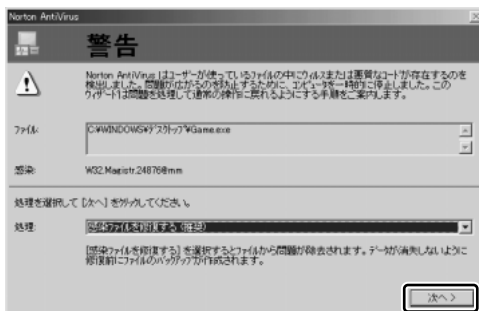 Norton AntiVirus
警告
Norton AntiVirus はユーザーが使っているファイルの中にウィルスまたは悪質なコードが存在するのを
検出しました。問題が広がるのを防止するために、コンピュータを一時的に停止しました。この
ウィザードは問題を処理して通常の操作に戻れるようにする手順をご案内します。
ファイル:
C:¥WINDOWS¥デスクトップ¥Game.exe
感染:
W32.Magistr.24876@mm
処理を選択して [次へ] をクリックしてください。
処理:
感染ファイルを修復する (推奨)
[感染ファイルを修復する] を選択するとファイルから問題が除去されます。データが消失しないように
修復前にファイルのバックアップが作成されます。
次へ >